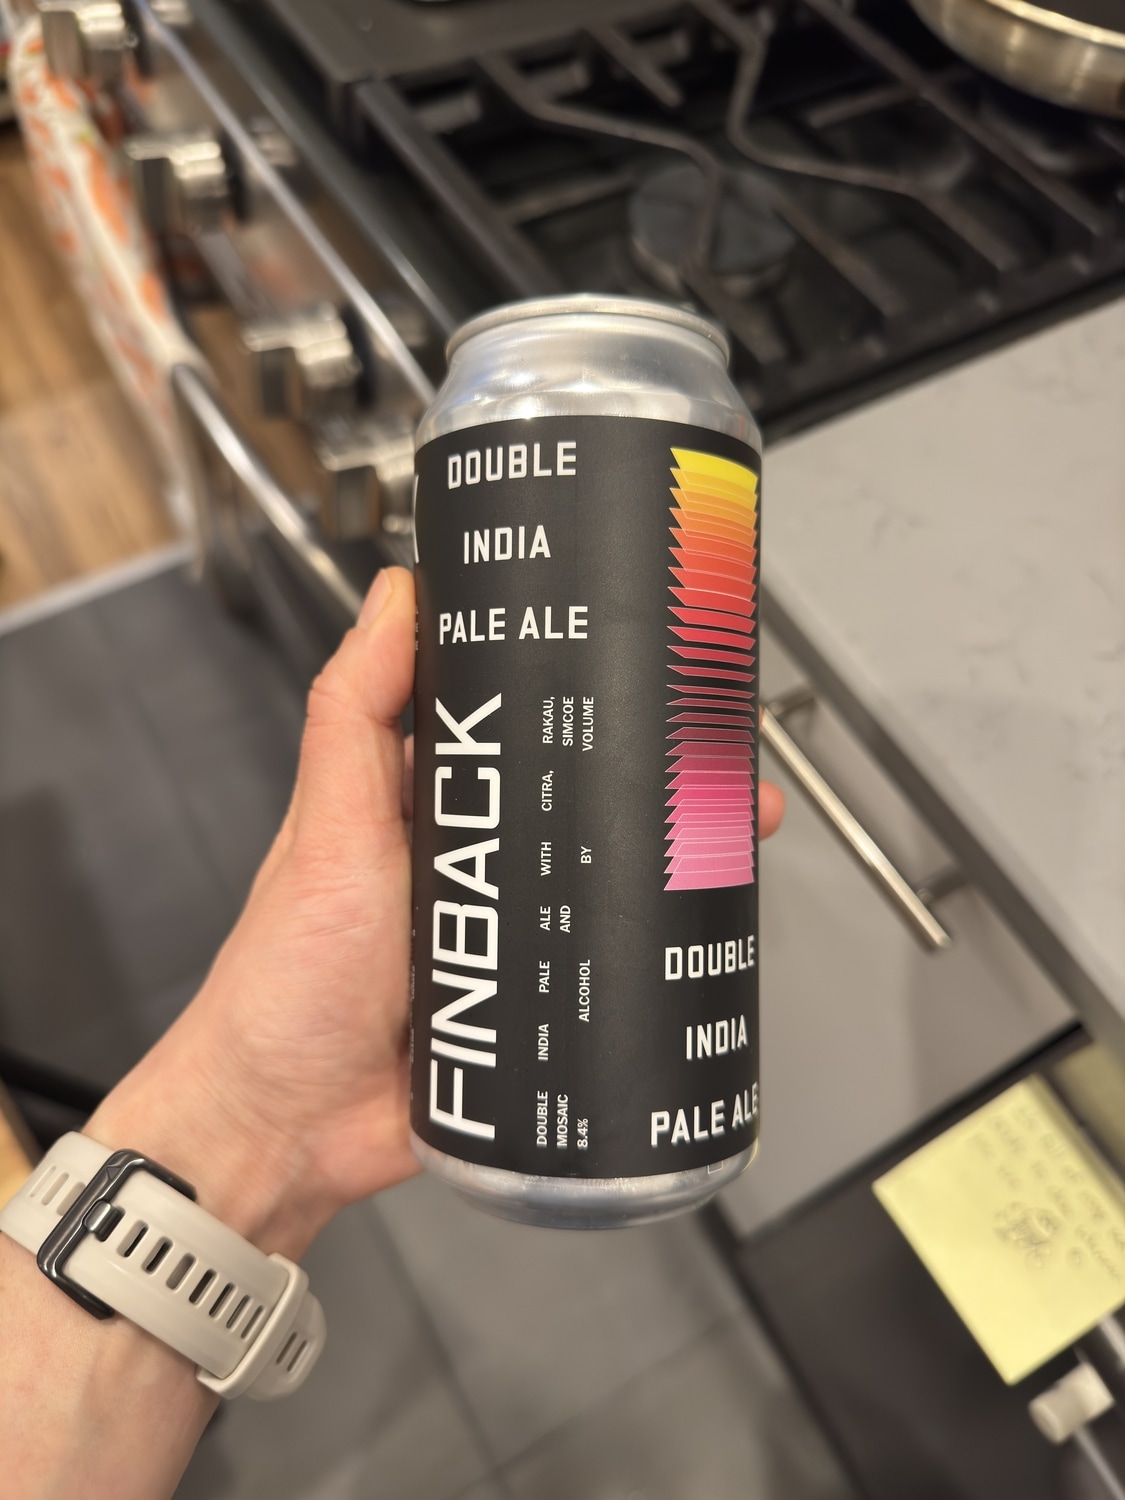 DOUBLE
INDIA
PALE ALE
FINBACK
DOUBLE INDIA PALE ALE WITH CITRA, RAKAU,
MOSAIC AND SIMCOE
8.4% ALCOHOL BY VOLUME
DOUBLE
INDIA
PALE ALE